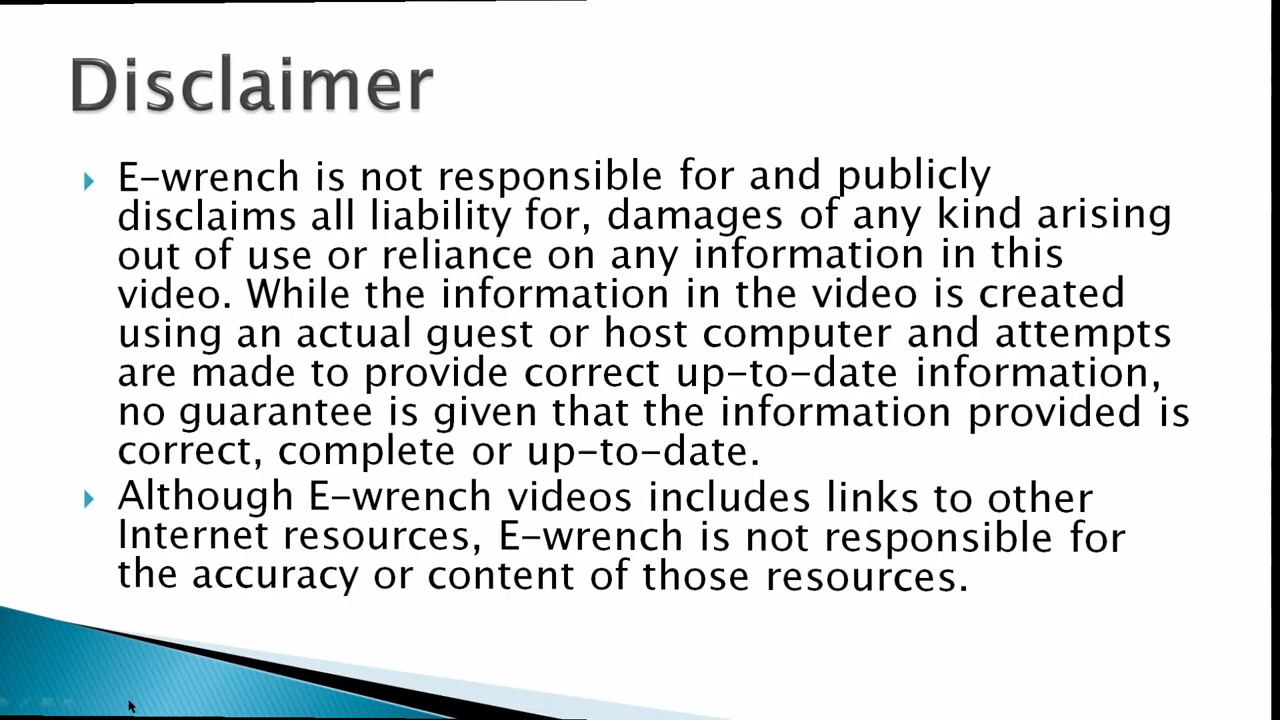 Disclaimer
E-wrench is not responsible for and publicly
disclaims all liability for, damages of any kind arising
out of use or reliance on any information in this
video. While the information in the video is created
using an actual guest or host computer and attempts
are made to provide correct up-to-date information,
no guarantee is given that the information provided is
correct, complete or up-to-date.
Although E-wrench videos includes links to other
Internet resources, E-wrench is not responsible for
the accuracy or content of those resources.